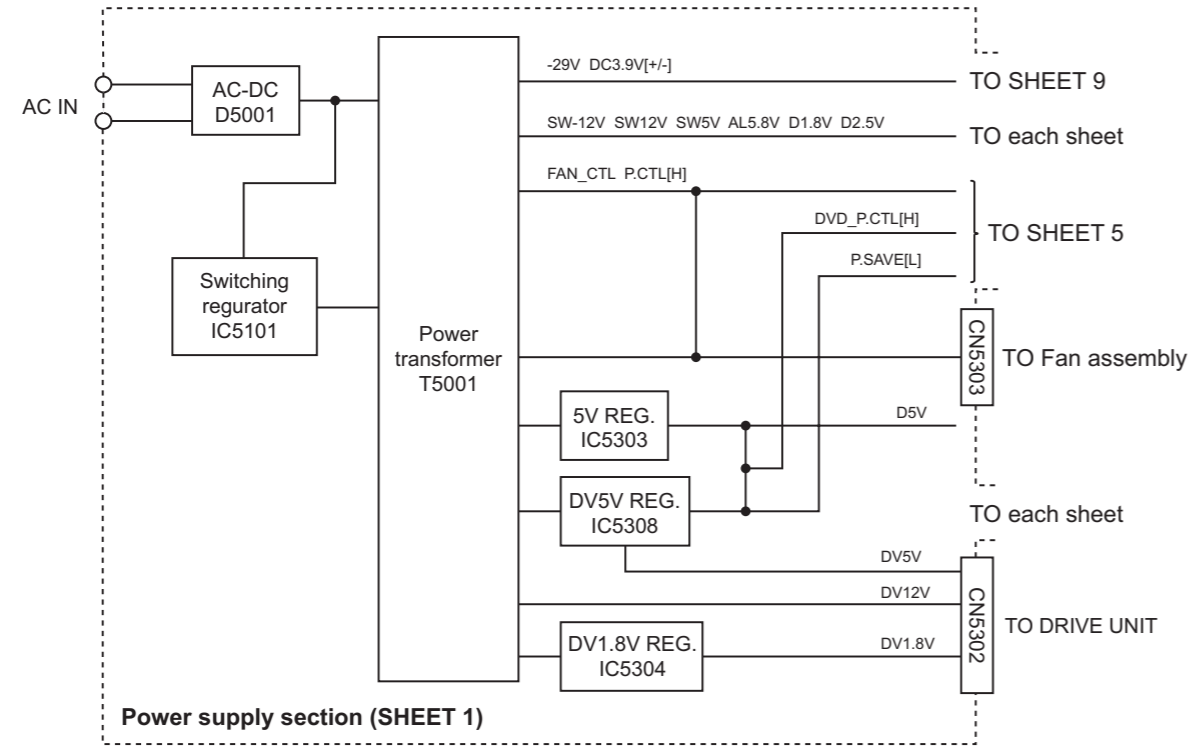 AC IN
AC-DC
D5001
Switching
regurator
IC5101
Power
transformer
T5001
-29V DC3.9V[+/-]
TO SHEET 9
SW-12V SW12V SW5V AL5.8V D1.8V D2.5V
TO each sheet
FAN_CTL P.CTL[H]
DVD_P.CTL[H]
TO SHEET 5
P.SAVE[L]
CN5303
TO Fan assembly
5V REG.
IC5303
D5V
DV5V REG.
IC5308
TO each sheet
DV5V
DV12V
CN5302
TO DRIVE UNIT
DV1.8V REG.
IC5304
DV1.8V
Power supply section (SHEET 1)